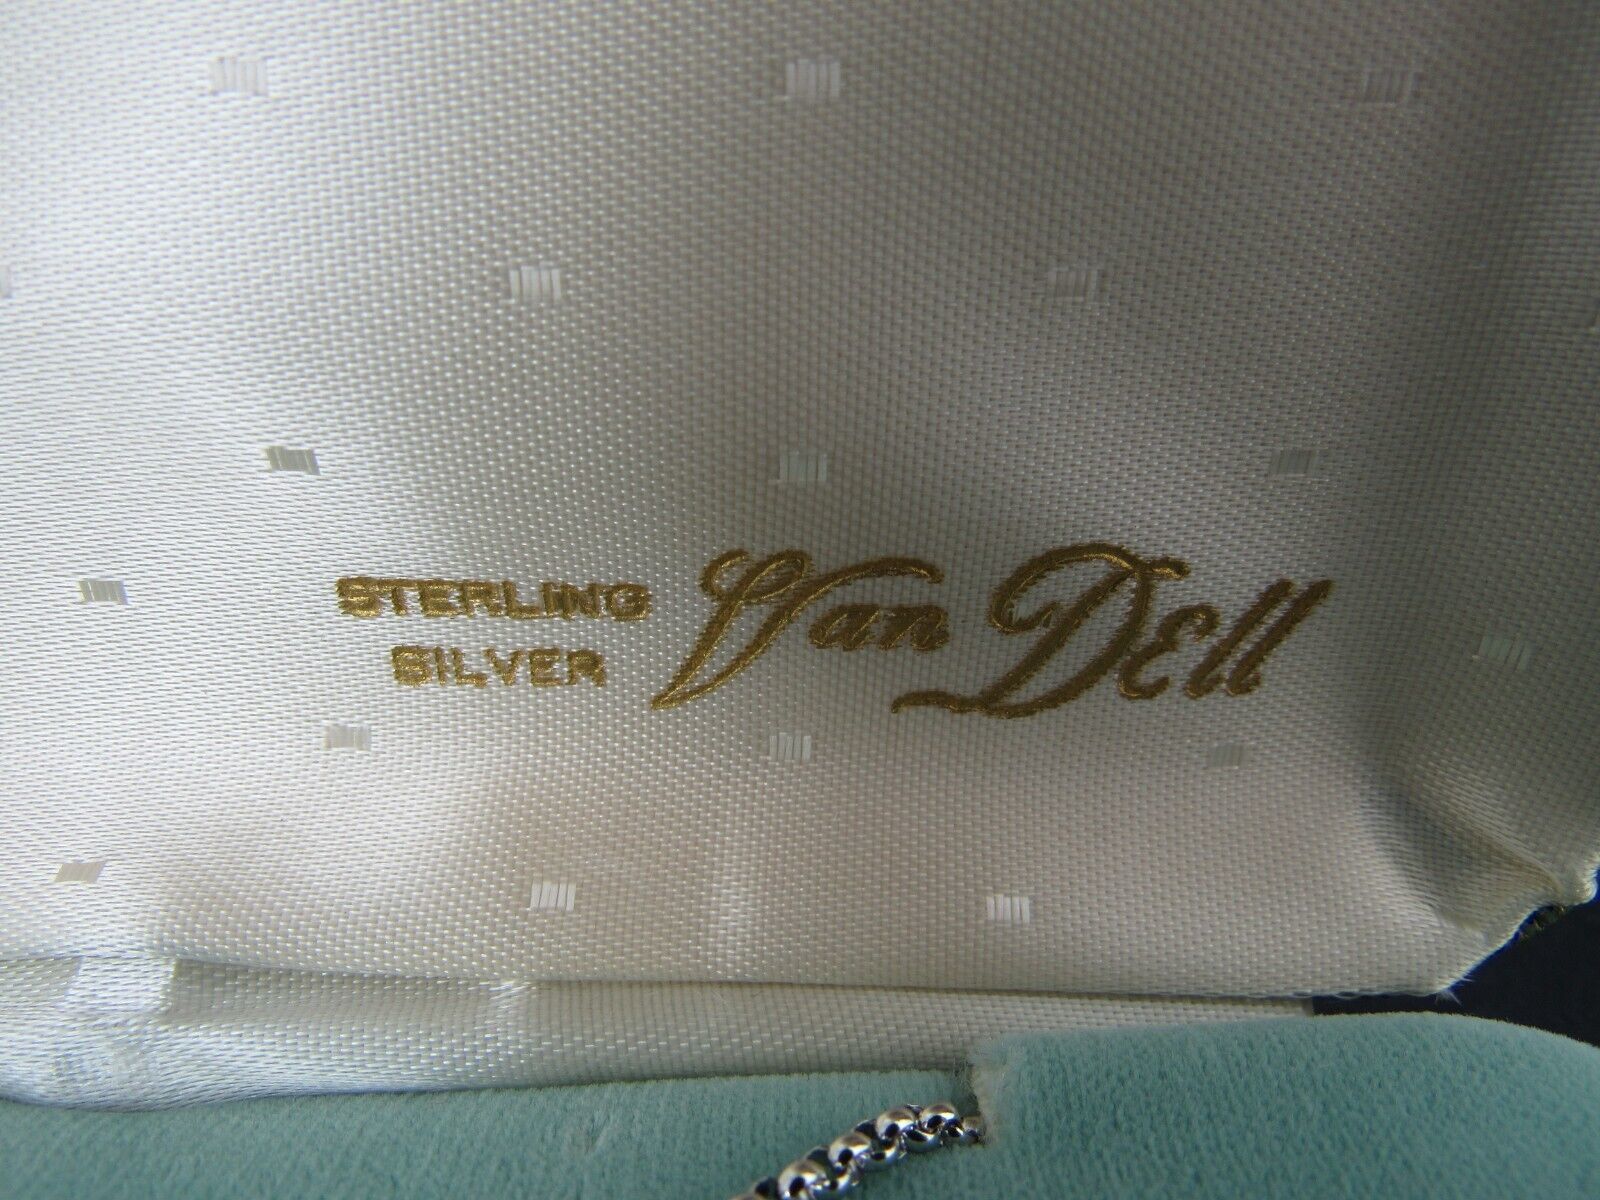 STERLING
SILVER
Van Dell